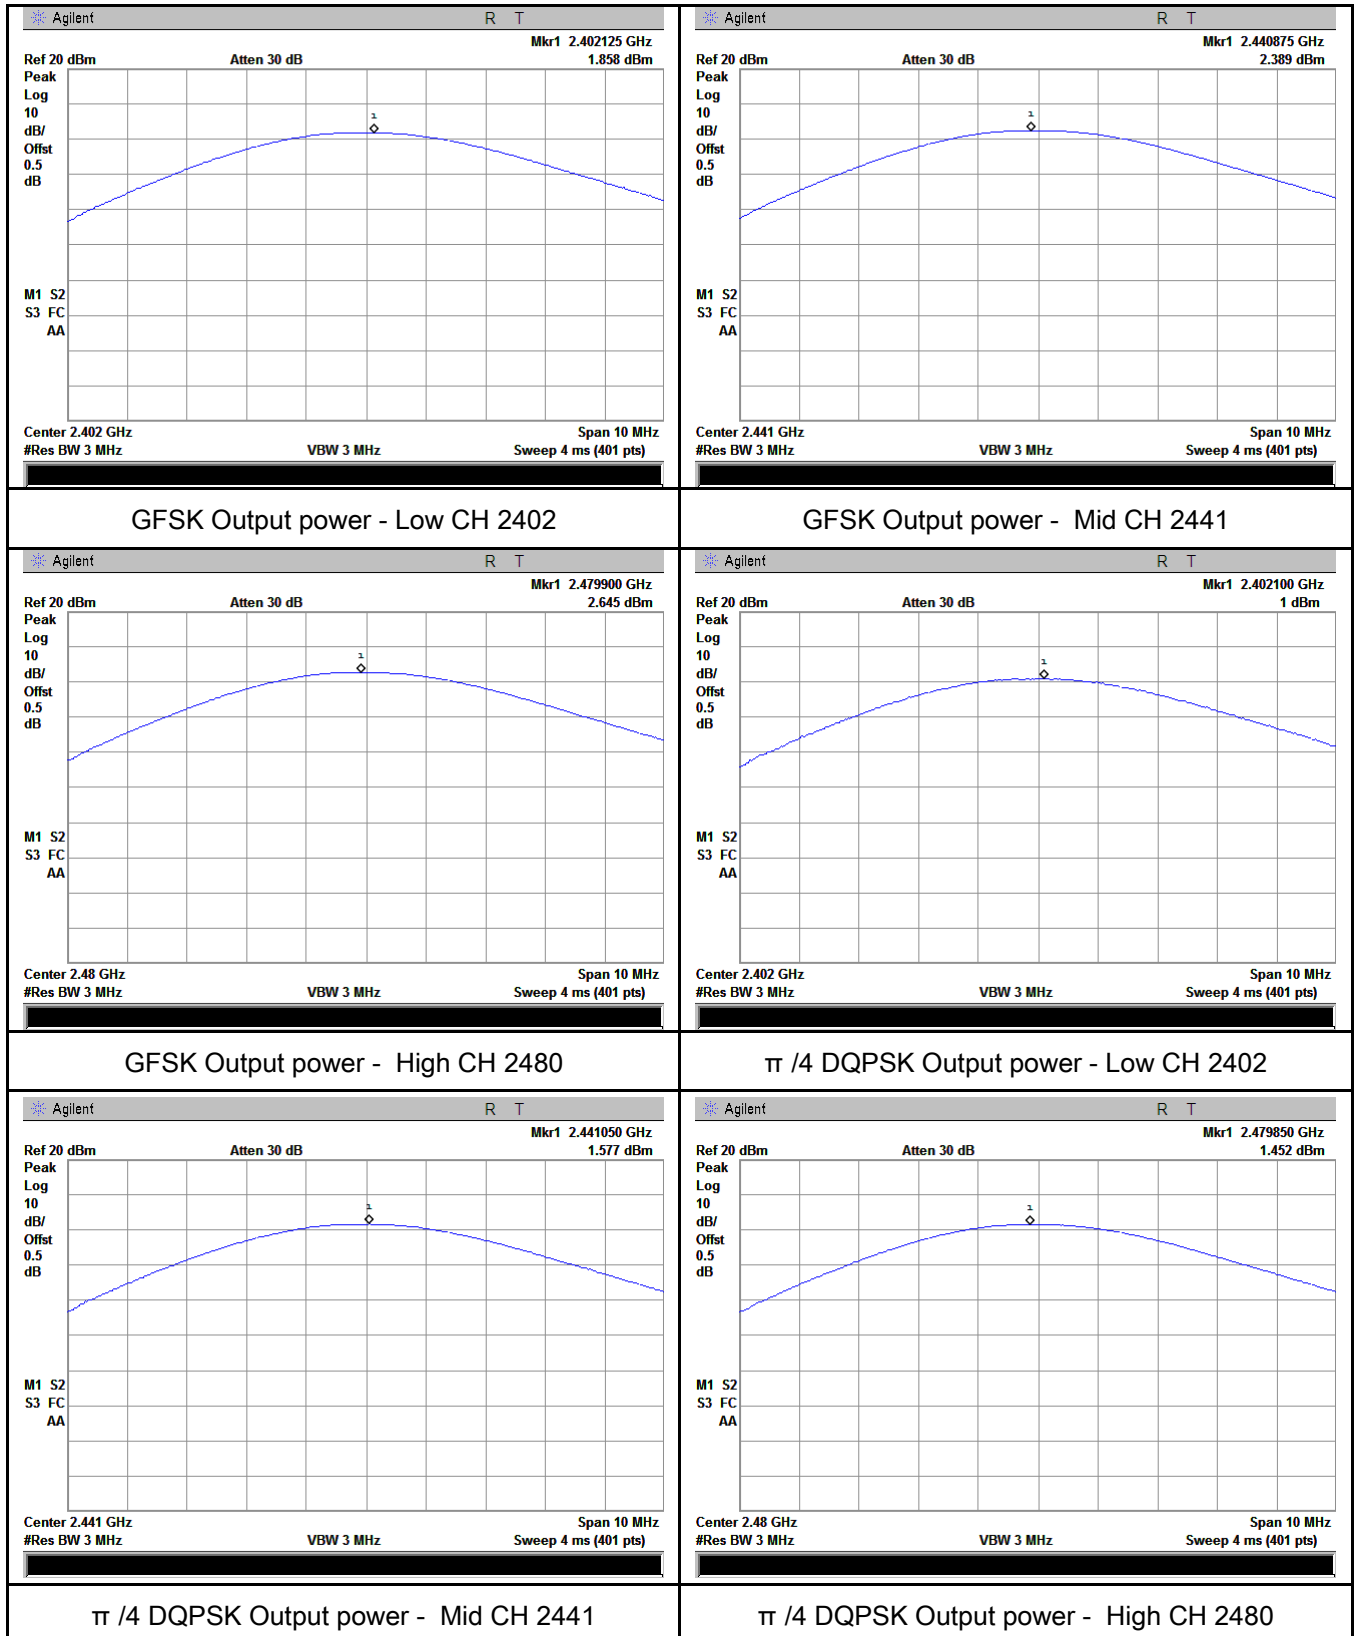 Agilent R T
Mkr1 2.402125 GHz
Ref 20 dBm Atten 30 dB 1.858 dBm
Peak
Log
10
dB/
Offst
0.5
dB
1
M1 S2
S3 FC
AA
Center 2.402 GHz Span 10 MHz
#Res BW 3 MHz VBW 3 MHz Sweep 4 ms (401 pts)
GFSK Output power - Low CH 2402
Agilent R T
Mkr1 2.440875 GHz
Ref 20 dBm Atten 30 dB 2.389 dBm
Peak
Log
10
dB/
Offst
0.5
dB
1
M1 S2
S3 FC
AA
Center 2.441 GHz Span 10 MHz
#Res BW 3 MHz VBW 3 MHz Sweep 4 ms (401 pts)
GFSK Output power - Mid CH 2441
Agilent R T
Mkr1 2.479900 GHz
Ref 20 dBm Atten 30 dB 2.645 dBm
Peak
Log
10
dB/
Offst
0.5
dB
1
M1 S2
S3 FC
AA
Center 2.48 GHz Span 10 MHz
#Res BW 3 MHz VBW 3 MHz Sweep 4 ms (401 pts)
GFSK Output power - High CH 2480
Agilent R T
Mkr1 2.402100 GHz
Ref 20 dBm Atten 30 dB 1 dBm
Peak
Log
10
dB/
Offst
0.5
dB
1
M1 S2
S3 FC
AA
Center 2.402 GHz Span 10 MHz
#Res BW 3 MHz VBW 3 MHz Sweep 4 ms (401 pts)
π /4 DQPSK Output power - Low CH 2402
Agilent R T
Mkr1 2.441050 GHz
Ref 20 dBm Atten 30 dB 1.577 dBm
Peak
Log
10
dB/
Offst
0.5
dB
1
M1 S2
S3 FC
AA
Center 2.441 GHz Span 10 MHz
#Res BW 3 MHz VBW 3 MHz Sweep 4 ms (401 pts)
π /4 DQPSK Output power - Mid CH 2441
Agilent R T
Mkr1 2.479850 GHz
Ref 20 dBm Atten 30 dB 1.452 dBm
Peak
Log
10
dB/
Offst
0.5
dB
1
M1 S2
S3 FC
AA
Center 2.48 GHz Span 10 MHz
#Res BW 3 MHz VBW 3 MHz Sweep 4 ms (401 pts)
π /4 DQPSK Output power - High CH 2480